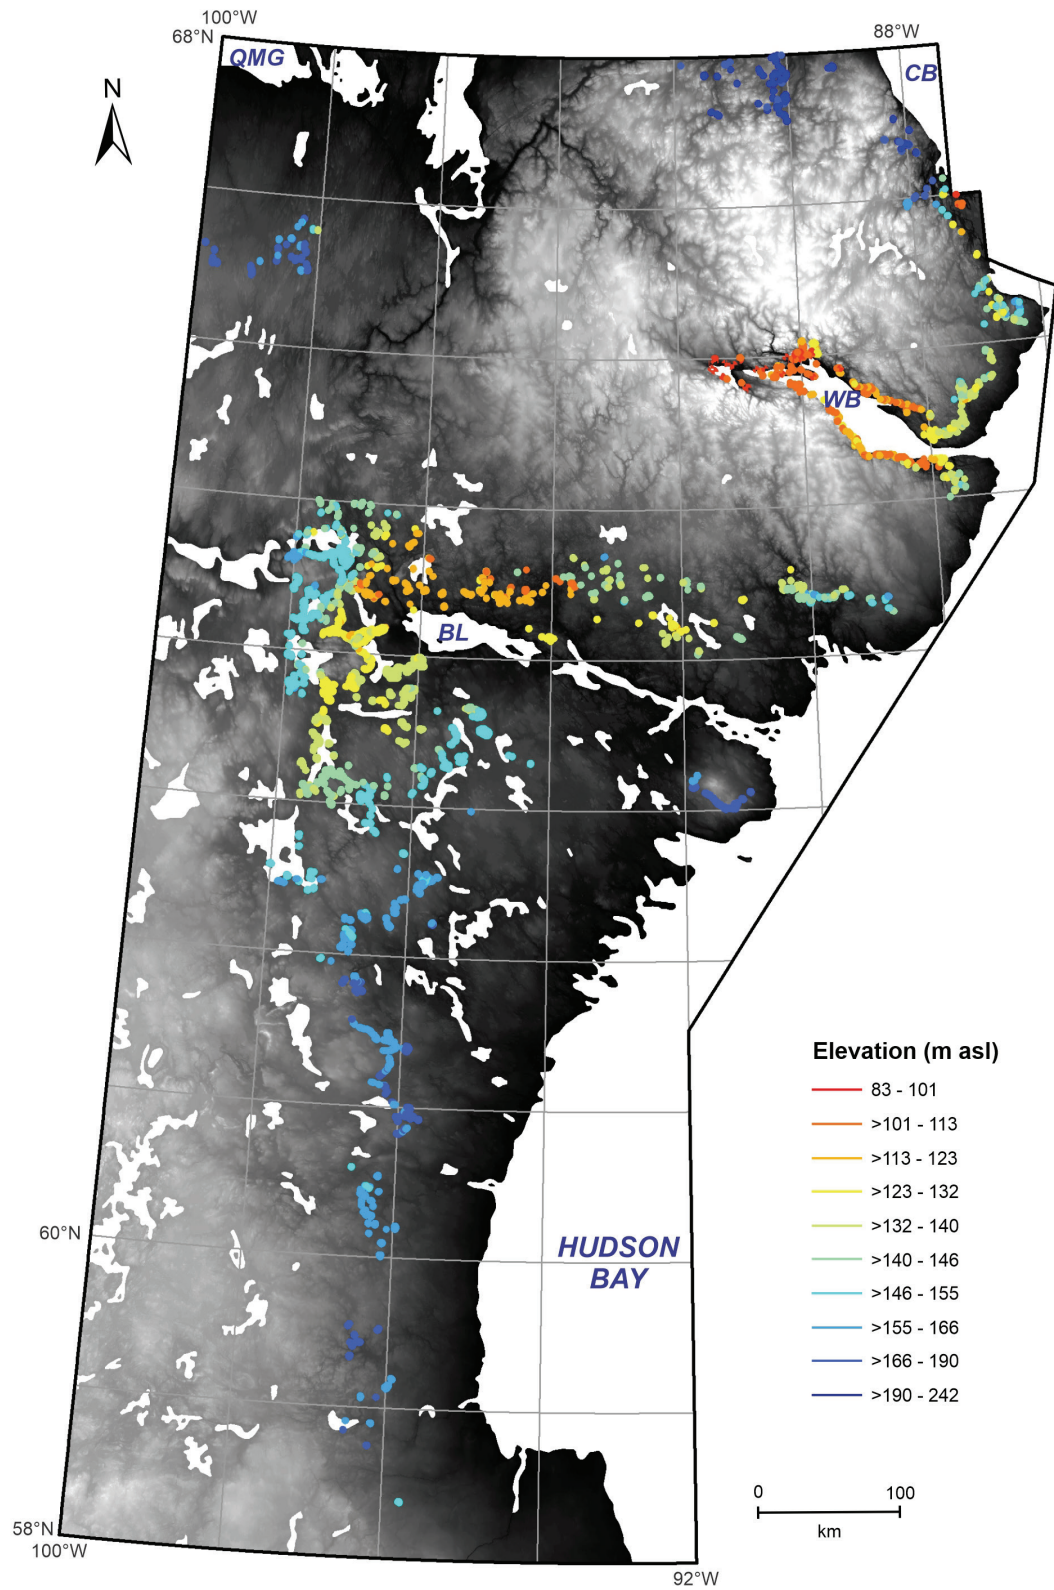 100°W
68°N
88°W
QMG
CB
N
WB
BL
Elevation (m asl)
83 - 101
>101 - 113
>113 - 123
>123 - 132
>132 - 140
>140 - 146
>146 - 155
>155 - 166
>166 - 190
>190 - 242
60°N
HUDSON
BAY
0 100
km
58°N
100°W
92°W